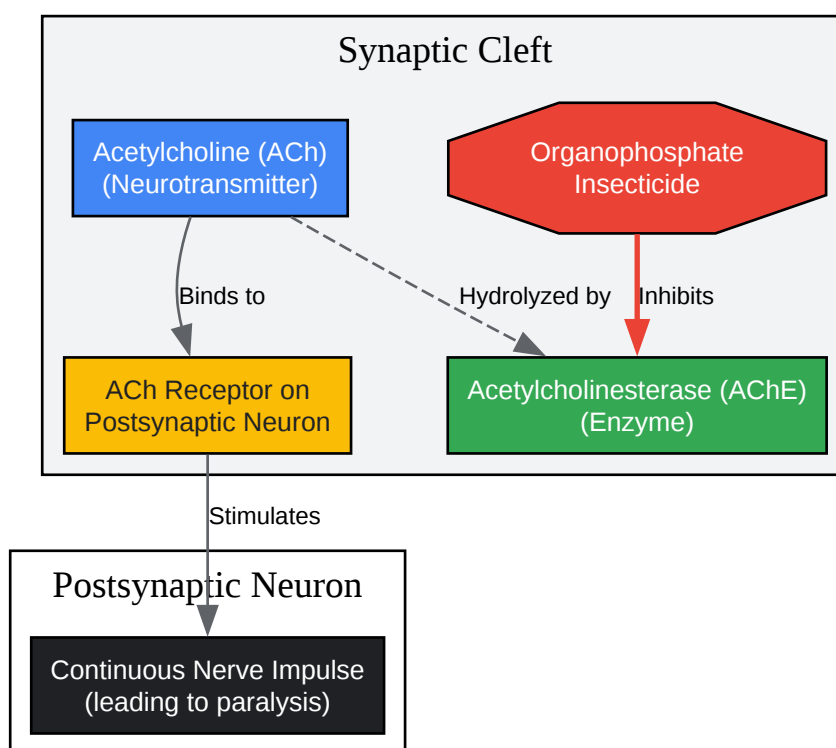 Synaptic Cleft
Acetylcholine (ACh)
(Neurotransmitter)
Organophosphate
Insecticide
Binds to
Hydrolyzed by
Inhibits
ACh Receptor on
Postsynaptic Neuron
Acetylcholinesterase (AChE)
(Enzyme)
Stimulates
Postsynaptic Neuron
Continuous Nerve Impulse
(leading to paralysis)